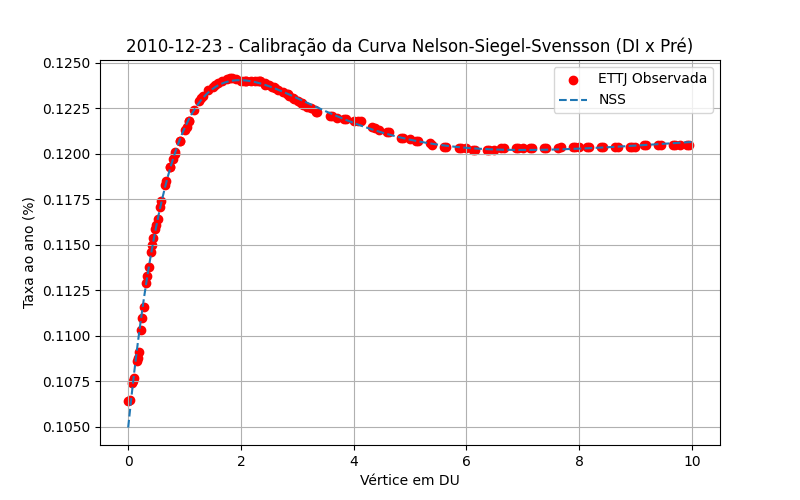 2010-12-23 - Calibração da Curva Nelson-Siegel-Svensson (DI x Pré)
ETTJ Observada
NSS
Taxa ao ano (%)
0.1250
0.1225
0.1200
0.1175
0.1150
0.1125
0.1100
0.1075
0.1050
0 2 4 6 8 10
Vértice em DU